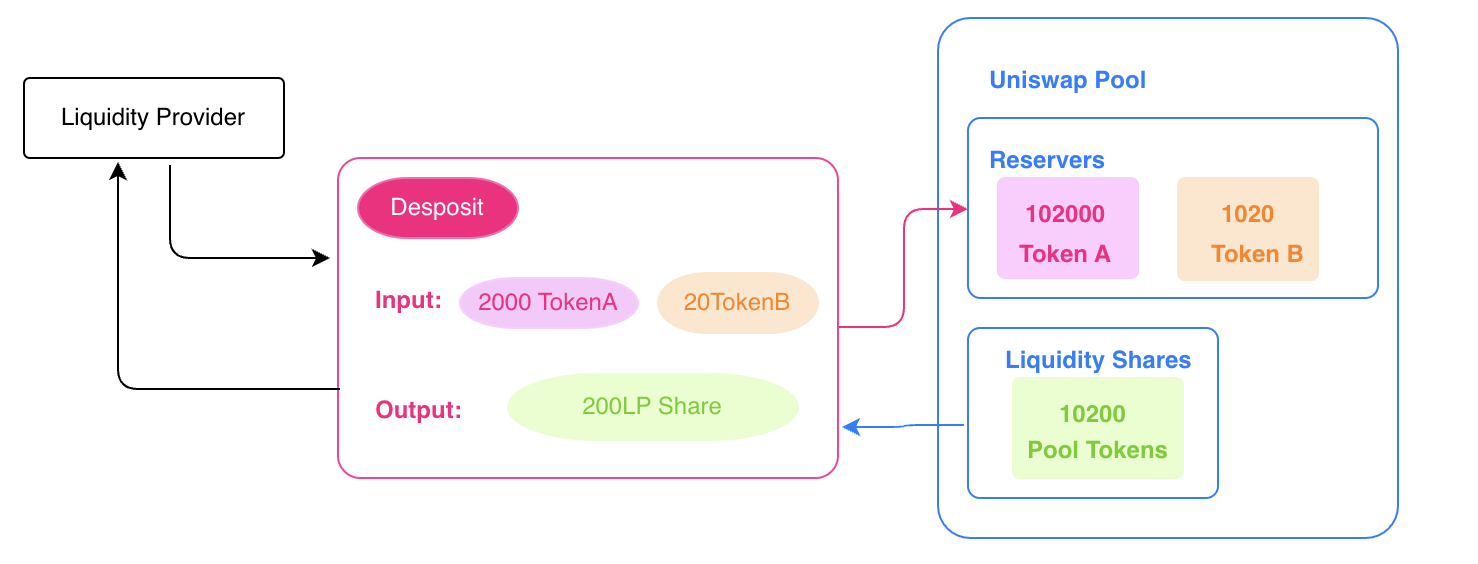 Liquidity Provider
Desposit
Input:
2000 TokenA
20TokenB
Output:
200LP Share
Uniswap Pool
Reservers
102000
Token A
1020
Token B
Liquidity Shares
10200
Pool Tokens